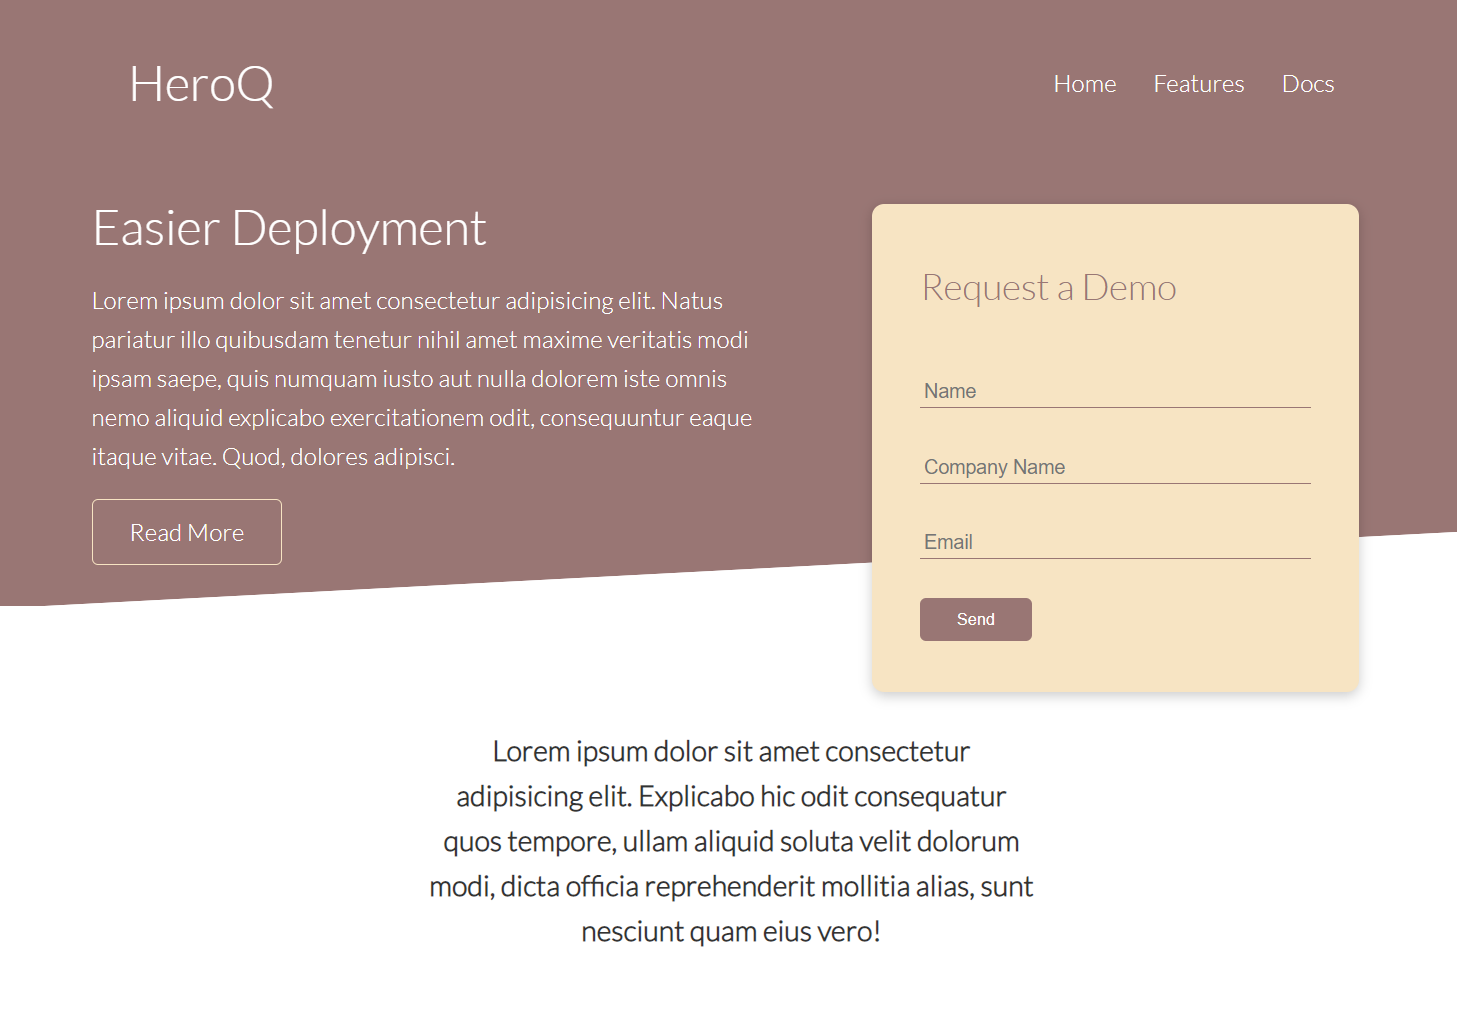 HeroQ
Home Features Docs
Easier Deployment
Lorem ipsum dolor sit amet consectetur adipisicing elit. Natus
pariatur illo quibusdam tenetur nihil amet maxime veritatis modi
ipsam saepe, quis numquam iusto aut nulla dolorem iste omnis
nemo aliquid explicabo exercitationem odit, consequuntur eaque
itaque vitae. Quod, dolores adipisci.
Read More
Request a Demo
Name
Company Name
Email
Send
Lorem ipsum dolor sit amet consectetur
adipisicing elit. Explicabo hic odit consequatur
quos tempore, ullam aliquid soluta velit dolorum
modi, dicta officia reprehenderit mollitia alias, sunt
nesciunt quam eius vero!